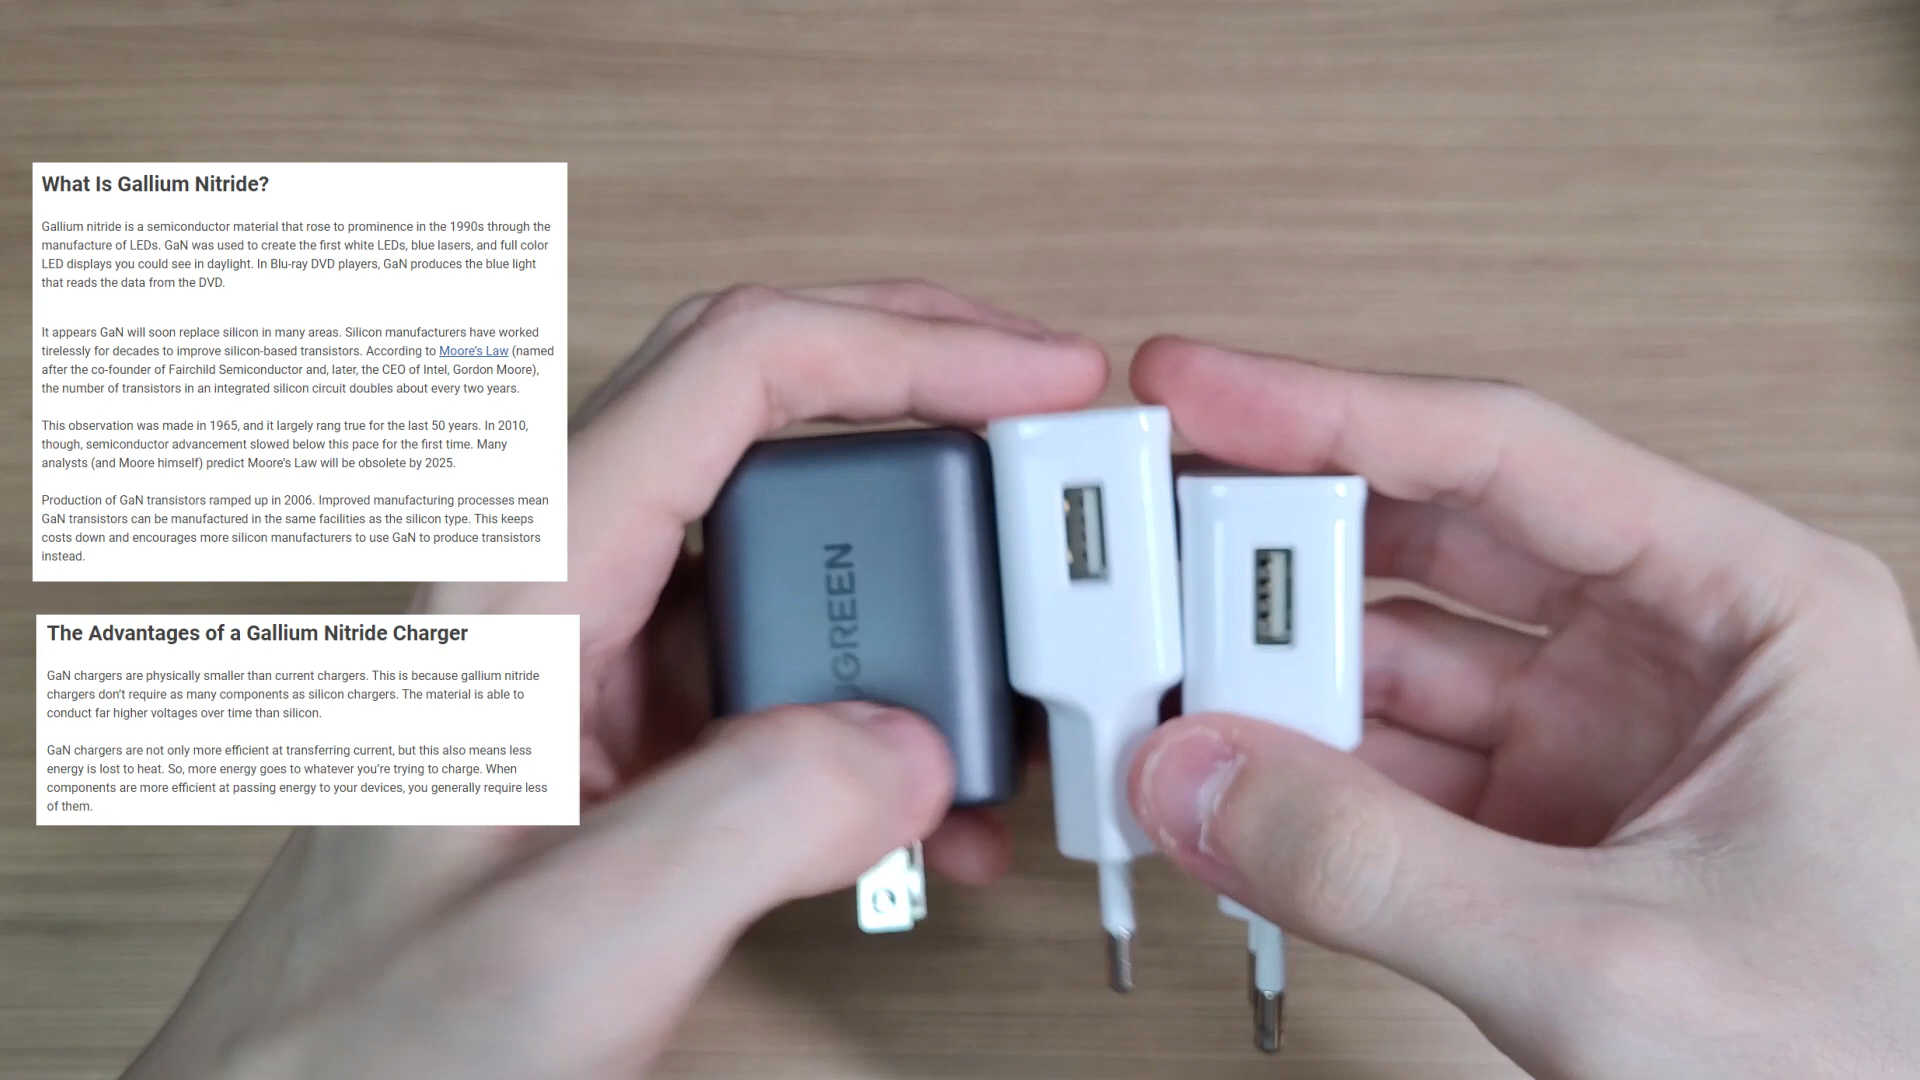 What Is Gallium Nitride?
Gallium nitride is a semiconductor material that rose to prominence in the 1990s through the
manufacture of LEDs. GaN was used to create the first white LEDs, blue lasers, and full color
LED displays you could see in daylight. In Blu-ray DVD players, GaN produces the blue light
that reads the data from the DVD.
It appears GaN will soon replace silicon in many areas. Silicon manufacturers have worked
tirelessly for decades to improve silicon-based transistors. According to Moore's Law (named
after the co-founder of Fairchild Semiconductor and, later, the CEO of Intel, Gordon Moore),
the number of transistors in an integrated silicon circuit doubles about every two years.
This observation was made in 1965, and it largely rang true for the last 50 years. In 2010,
though, semiconductor advancement slowed below this pace for the first time. Many
analysts (and Moore himself) predict Moore's Law will be obsolete by 2025.
Production of GaN transistors ramped up in 2006. Improved manufacturing processes mean
GaN transistors can be manufactured in the same facilities as the silicon type. This keeps
costs down and encourages more silicon manufacturers to use GaN to produce transistors
instead.
The Advantages of a Gallium Nitride Charger
GaN chargers are physically smaller than current chargers. This is because gallium nitride
chargers don't require as many components as silicon chargers. The material is able to
conduct far higher voltages over time than silicon.
GaN chargers are not only more efficient at transferring current, but this also means less
energy is lost to heat. So, more energy goes to whatever you're trying to charge. When
components are more efficient at passing energy to your devices, you generally require less
of them.
GREEN